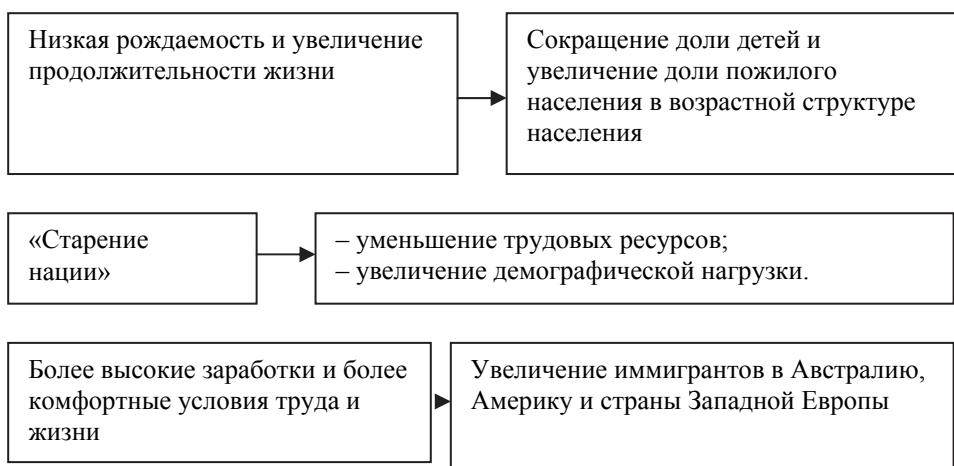 Низкая рождаемость и увеличение
продолжительности жизни
Сокращение доли детей и
увеличение доли пожилого
населения в возрастной структуре
населения
«Старение
нации»
– уменьшение трудовых ресурсов;
– увеличение демографической нагрузки.
Более высокие заработки и более
комфортные условия труда и
жизни
Увеличение иммигрантов в Австралию,
Америку и страны Западной Европы